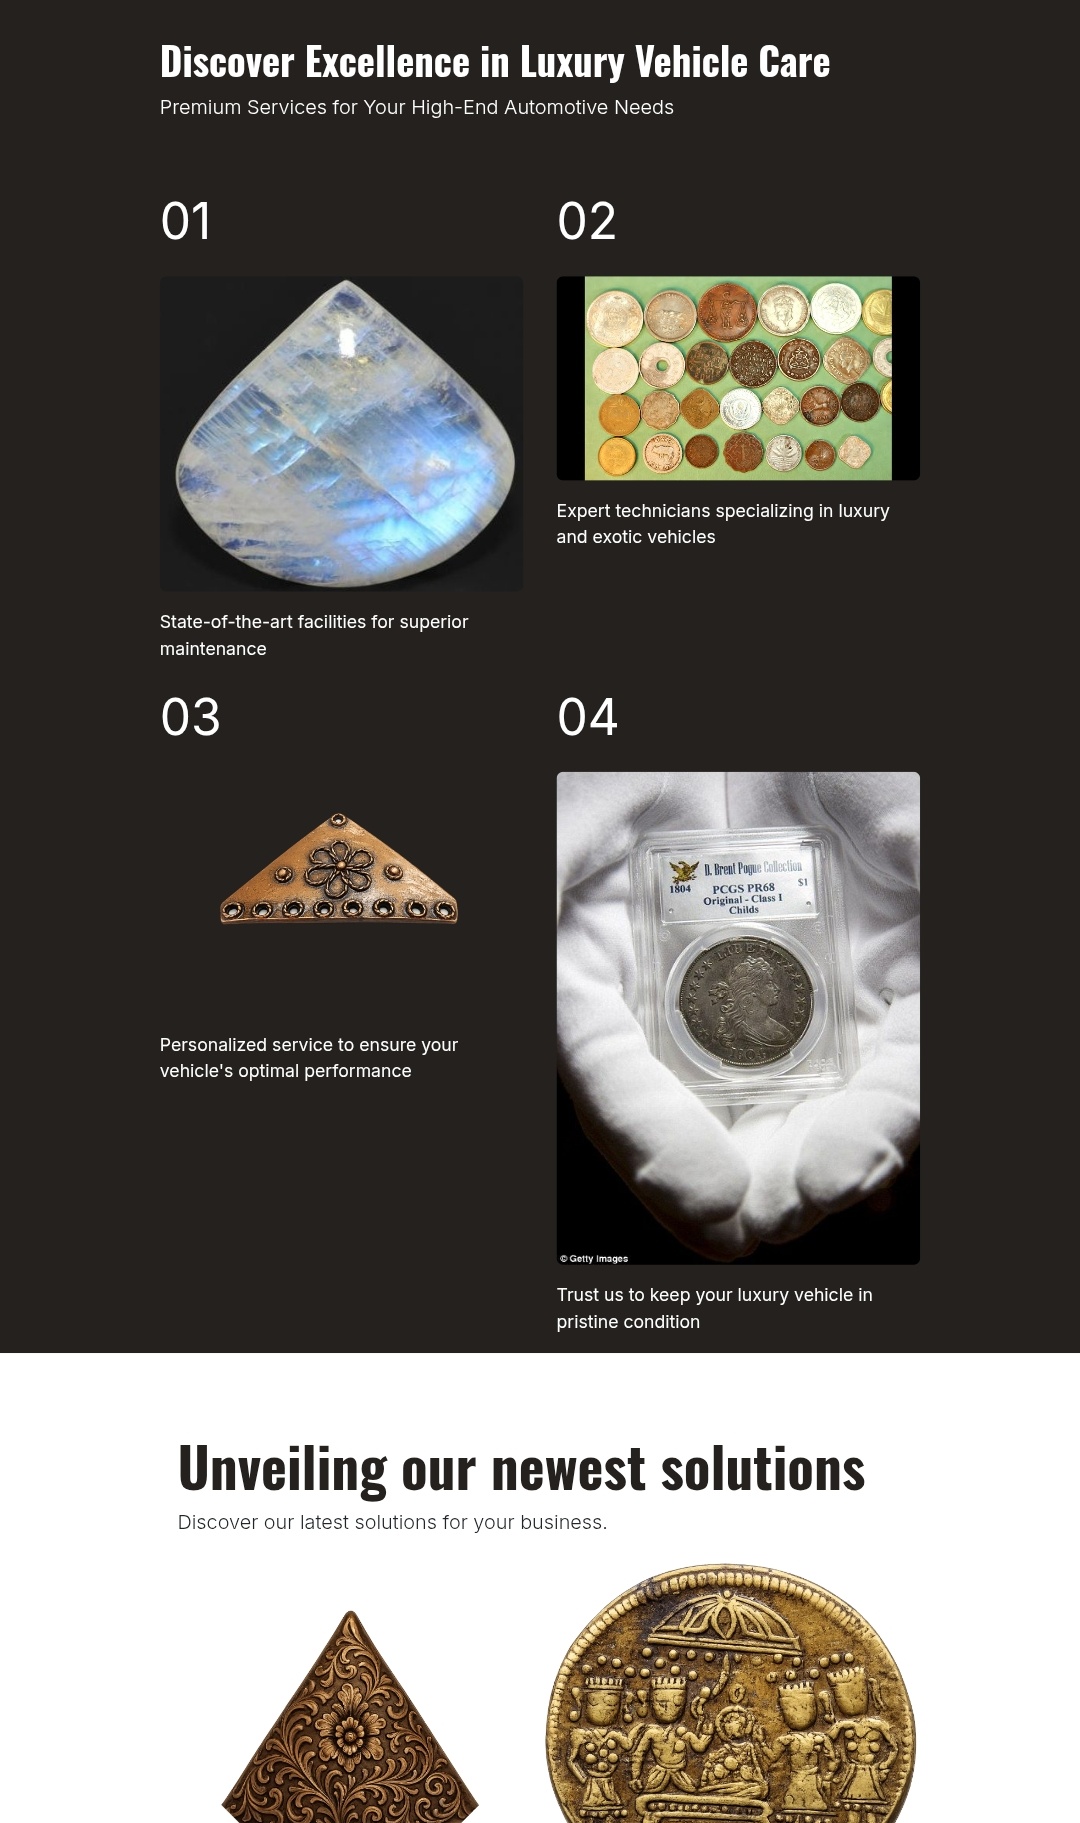 Discover Excellence in Luxury Vehicle Care
Premium Services for Your High-End Automotive Needs
01
02
Expert technicians specializing in luxury
and exotic vehicles
State-of-the-art facilities for superior
maintenance
03
04
D. Brent Pogue Collection
1804
PCGS PR68
$1
Original - Class I
Childs
LIBERTY
1804
© Getty Images
Personalized service to ensure your
vehicle's optimal performance
Trust us to keep your luxury vehicle in
pristine condition
Unveiling our newest solutions
Discover our latest solutions for your business.